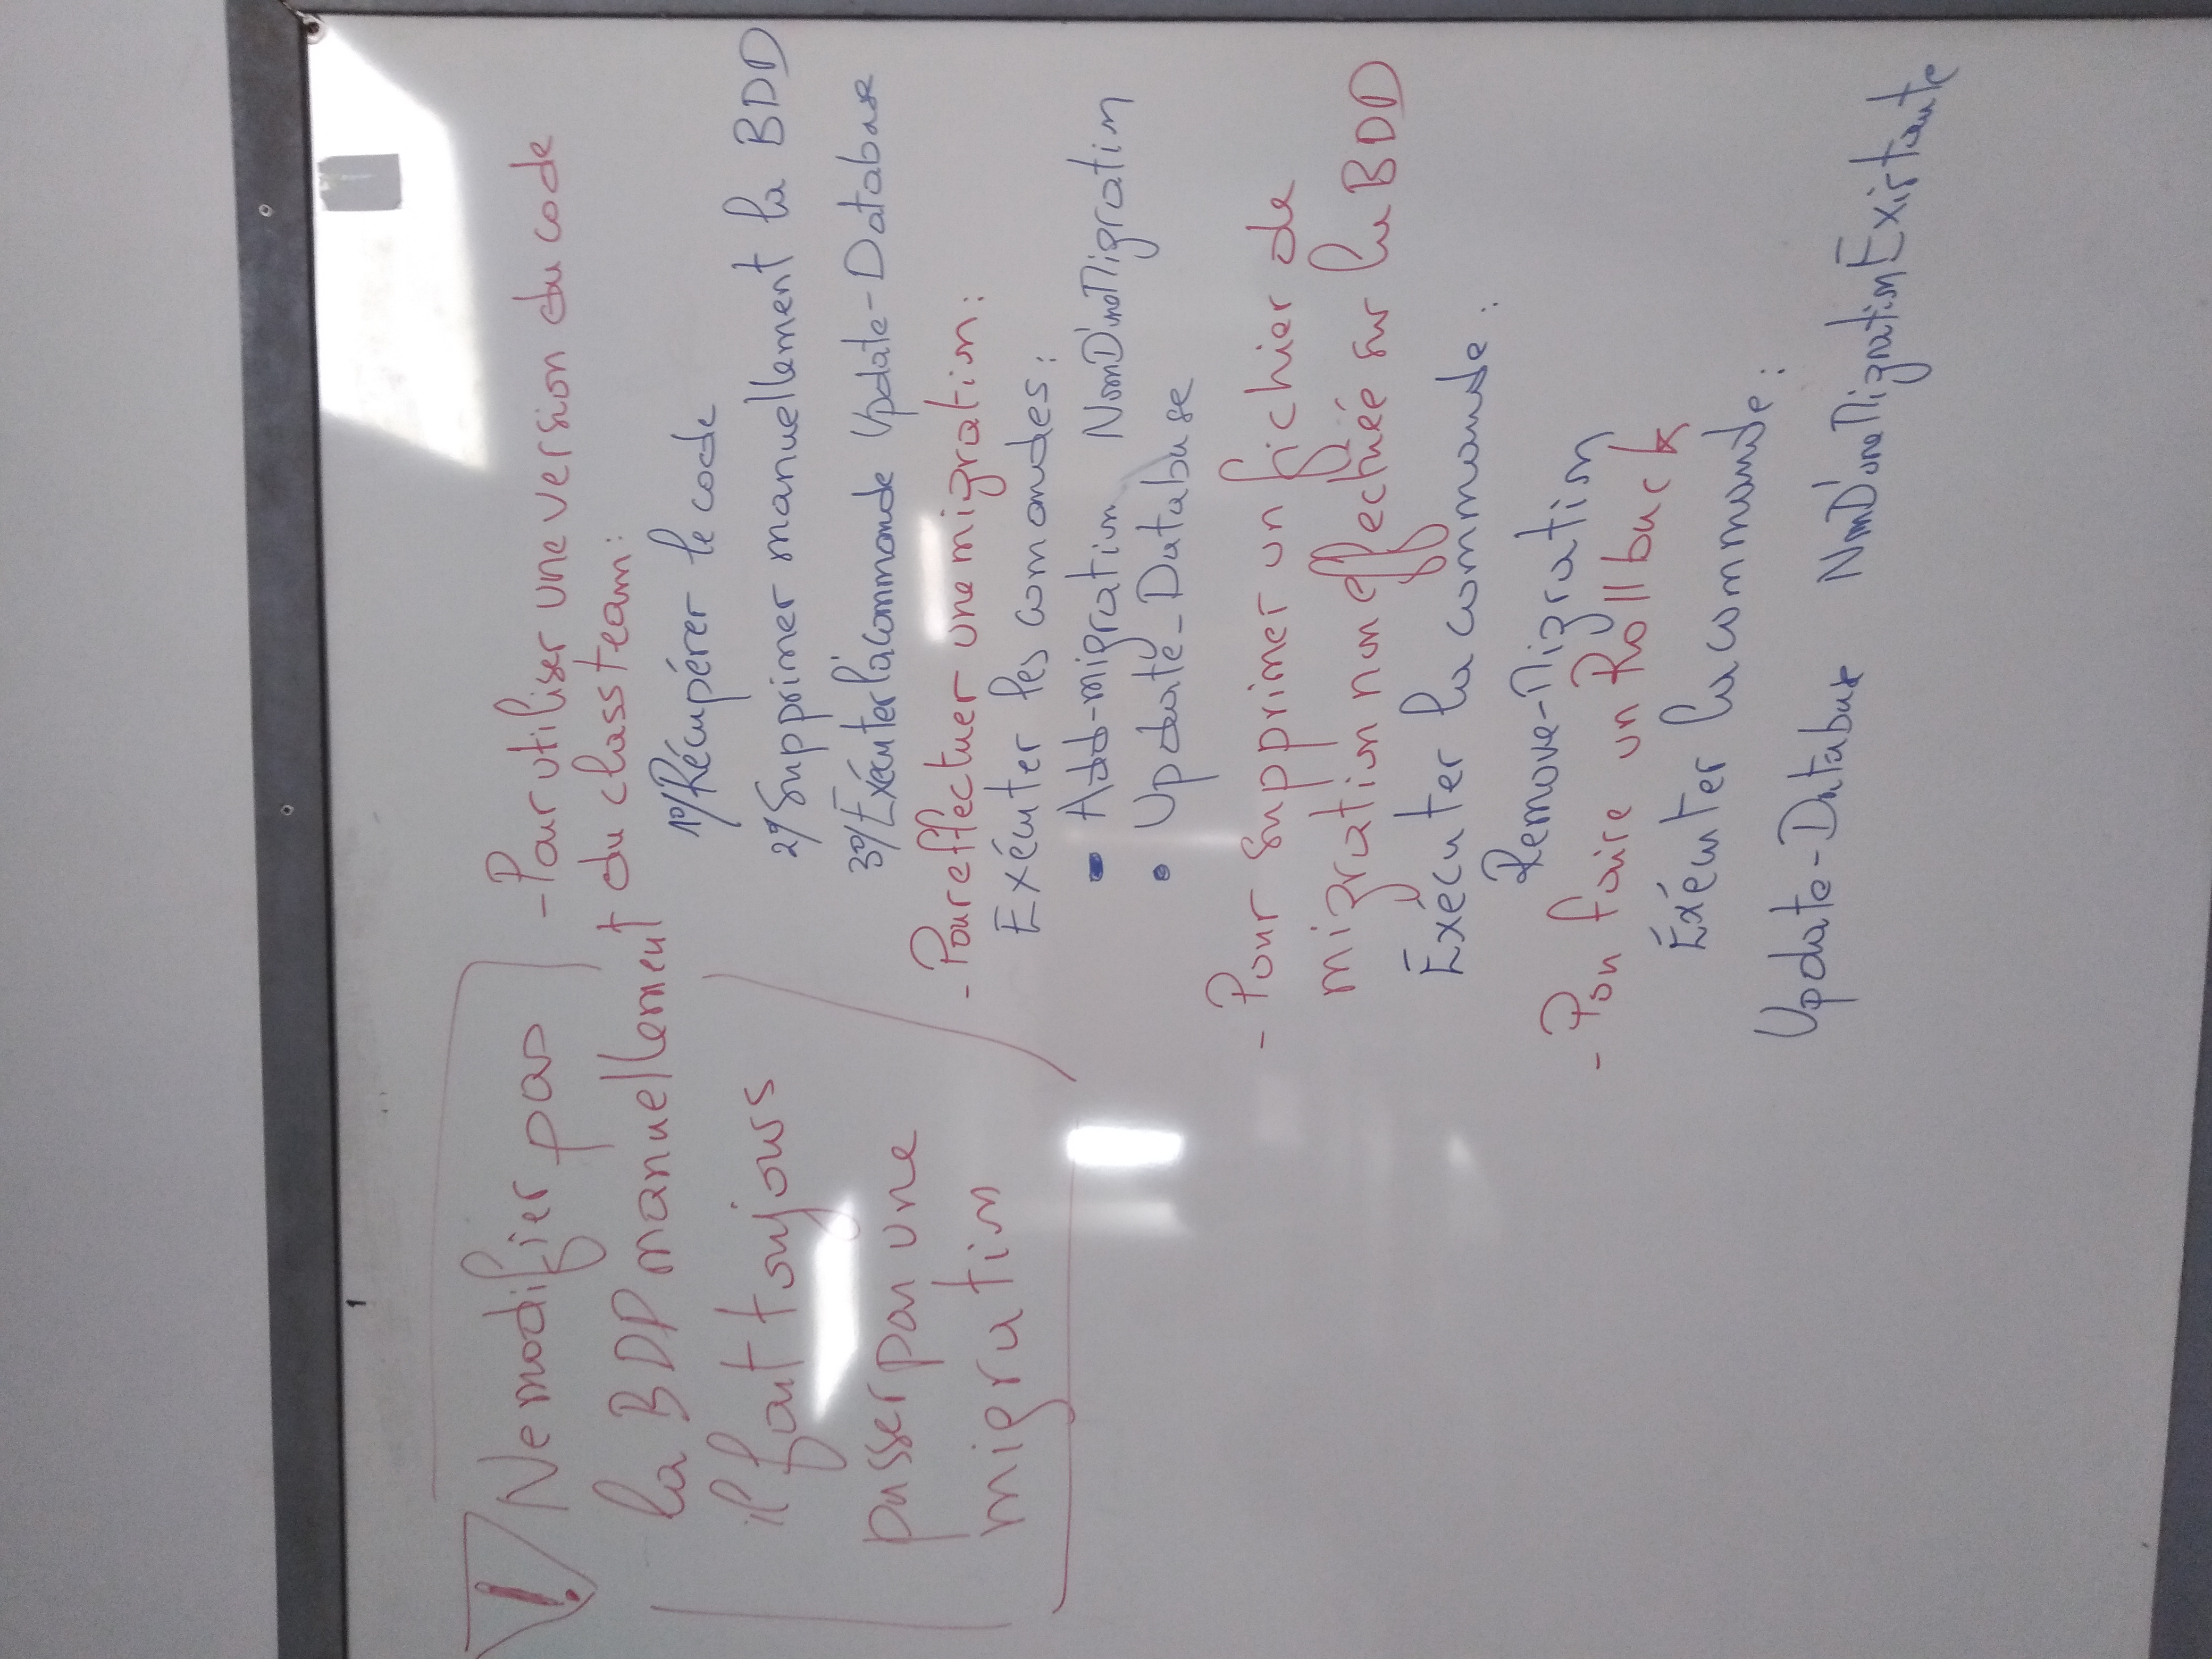 ! Ne modifier pas
la BDD manuellement
il faut toujours
passer par une
migration
- Pour utiliser une version du code
du class team :
1°/ Récupérer le code
2°/ Supprimer manuellement la BDD
3°/ Exécuter la commande Update-Database
- Pour effectuer une migration :
Exécuter les comandes :
- Add-migration NomD'uneMigration
• Update-Database
- Pour supprimer un fichier de
migration non effectuée sur la BDD
Exécuter la commande :
Remove-Migration
- Pour faire un Rollback
Exécuter la commande :
Update-Database NomD'uneMigrationExistante